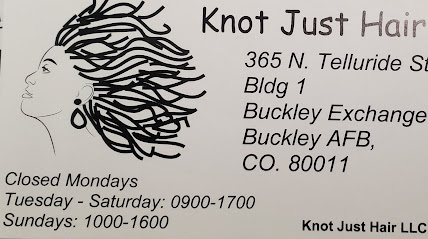 Knot Just Hair
365 N. Telluride St
Bldg 1
Buckley Exchange
Buckley AFB,
CO. 80011
Closed Mondays
Tuesday - Saturday: 0900-1700
Sundays: 1000-1600
Knot Just Hair LLC